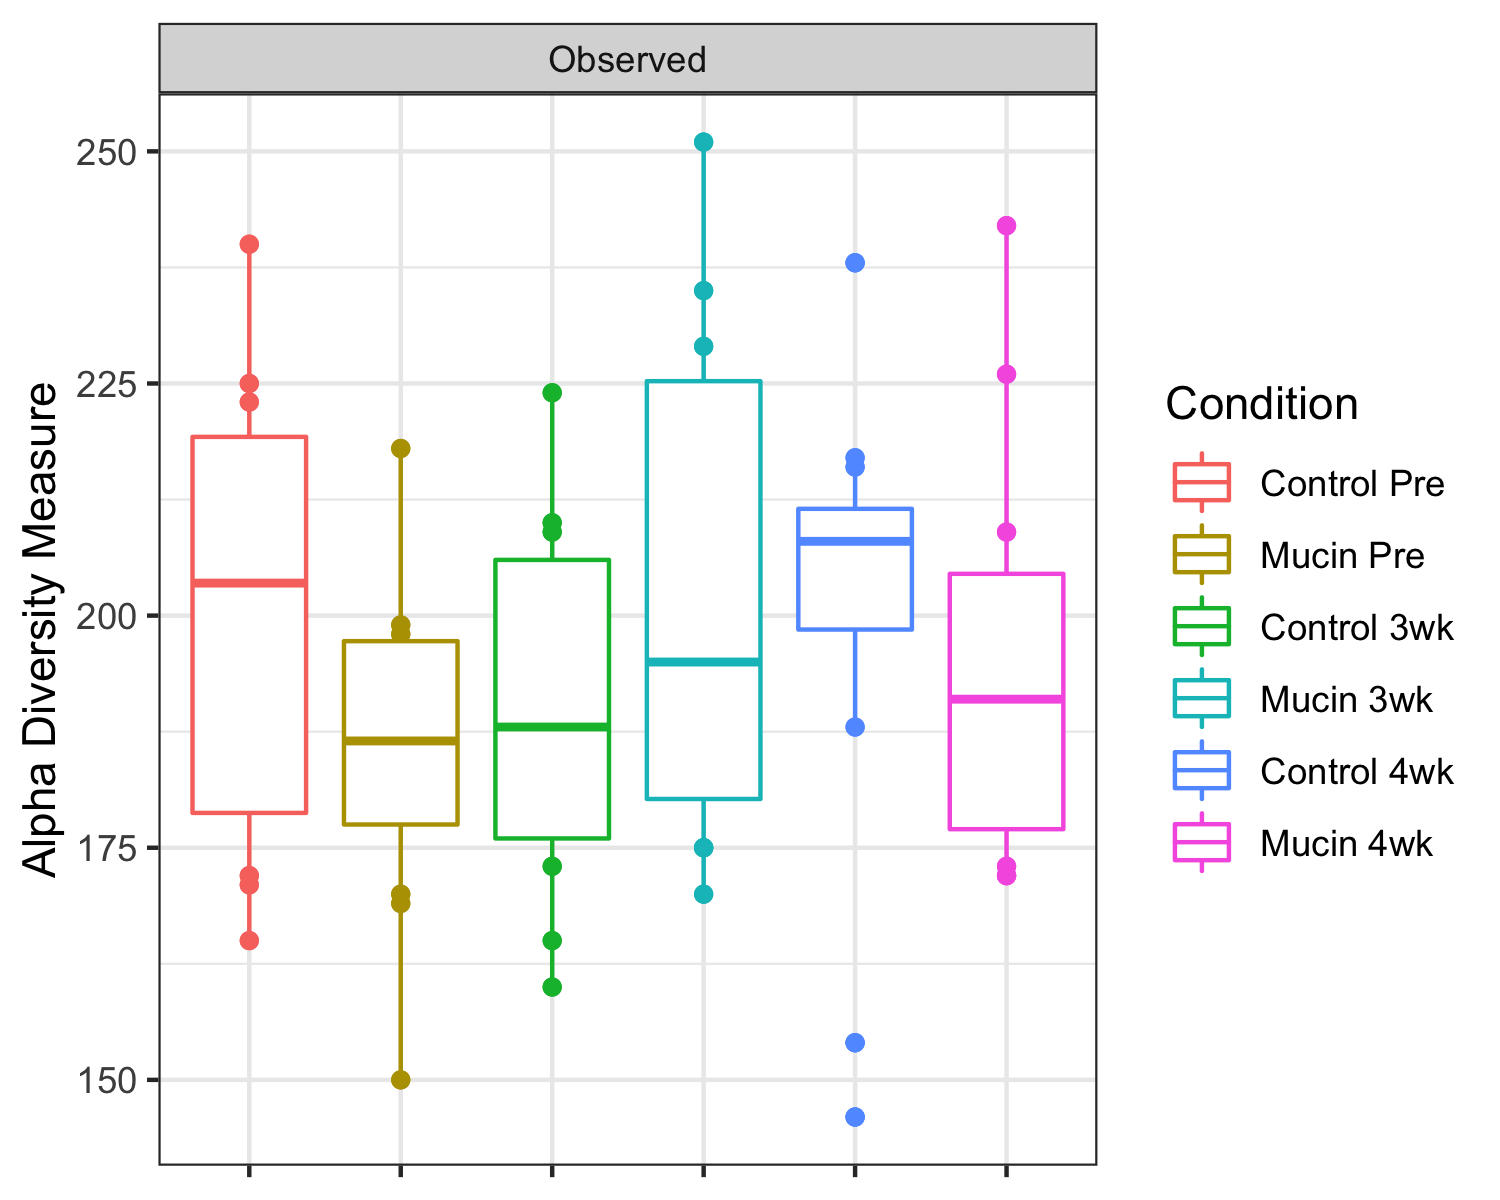 Observed
250
225
200
175
150
Alpha Diversity Measure
Condition
Control Pre
Mucin Pre
Control 3wk
Mucin 3wk
Control 4wk
Mucin 4wk